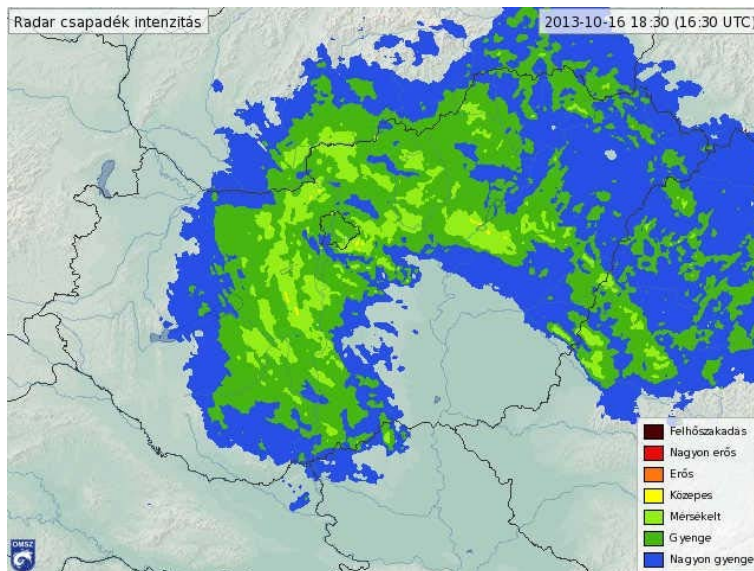 Radar csapadék intenzitás
2013-10-16 18:30 (16:30 UTC)
Felhőszakadás
Nagyon erős
Erős
Közepes
Mérsékelt
Gyenge
Nagyon gyenge
OMSZ